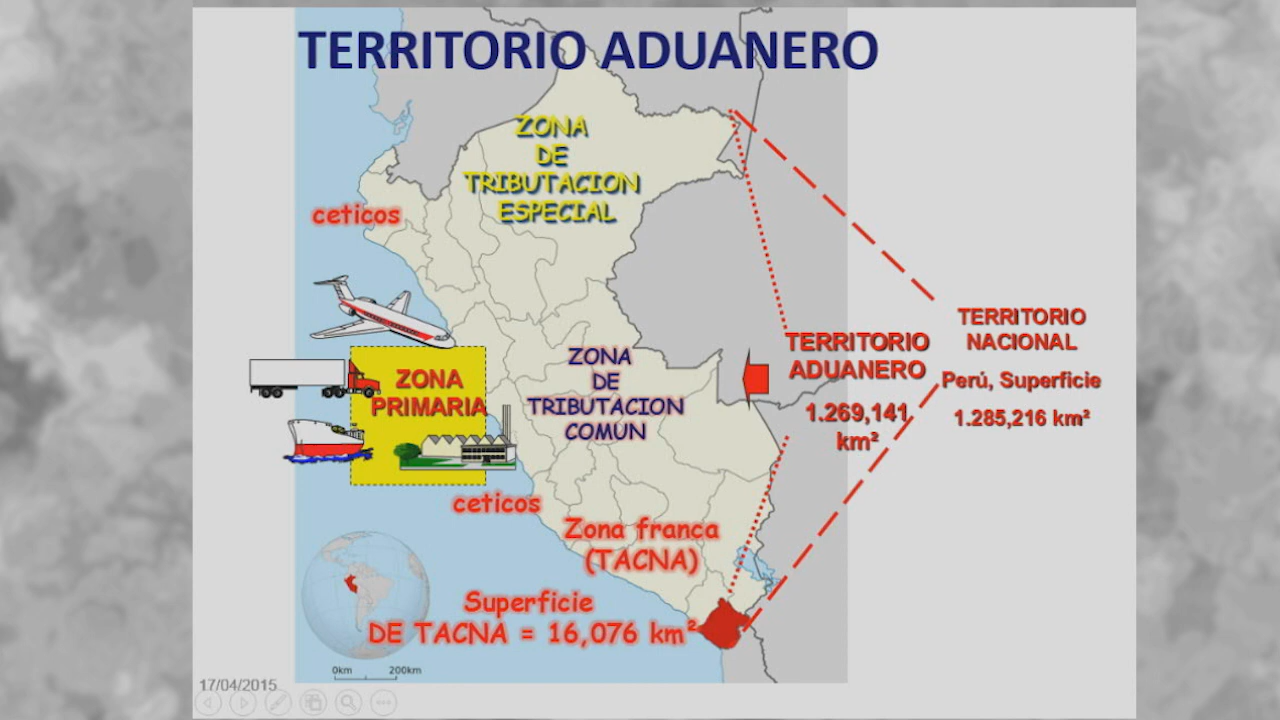 TERRITORIO ADUANERO
ZONA
DE
TRIBUTACION
ESPECIAL
ceticos
ZONA
PRIMARIA
ZONA
DE
TRIBUTACION
COMUN
TERRITORIO
ADUANERO
1.269,141
km²
TERRITORIO
NACIONAL
Perú, Superficie
1.285,216 km²
ceticos
Zona franca
(TACNA)
Superficie
DE TACNA = 16,076 km²
0km 200km
17/04/2015